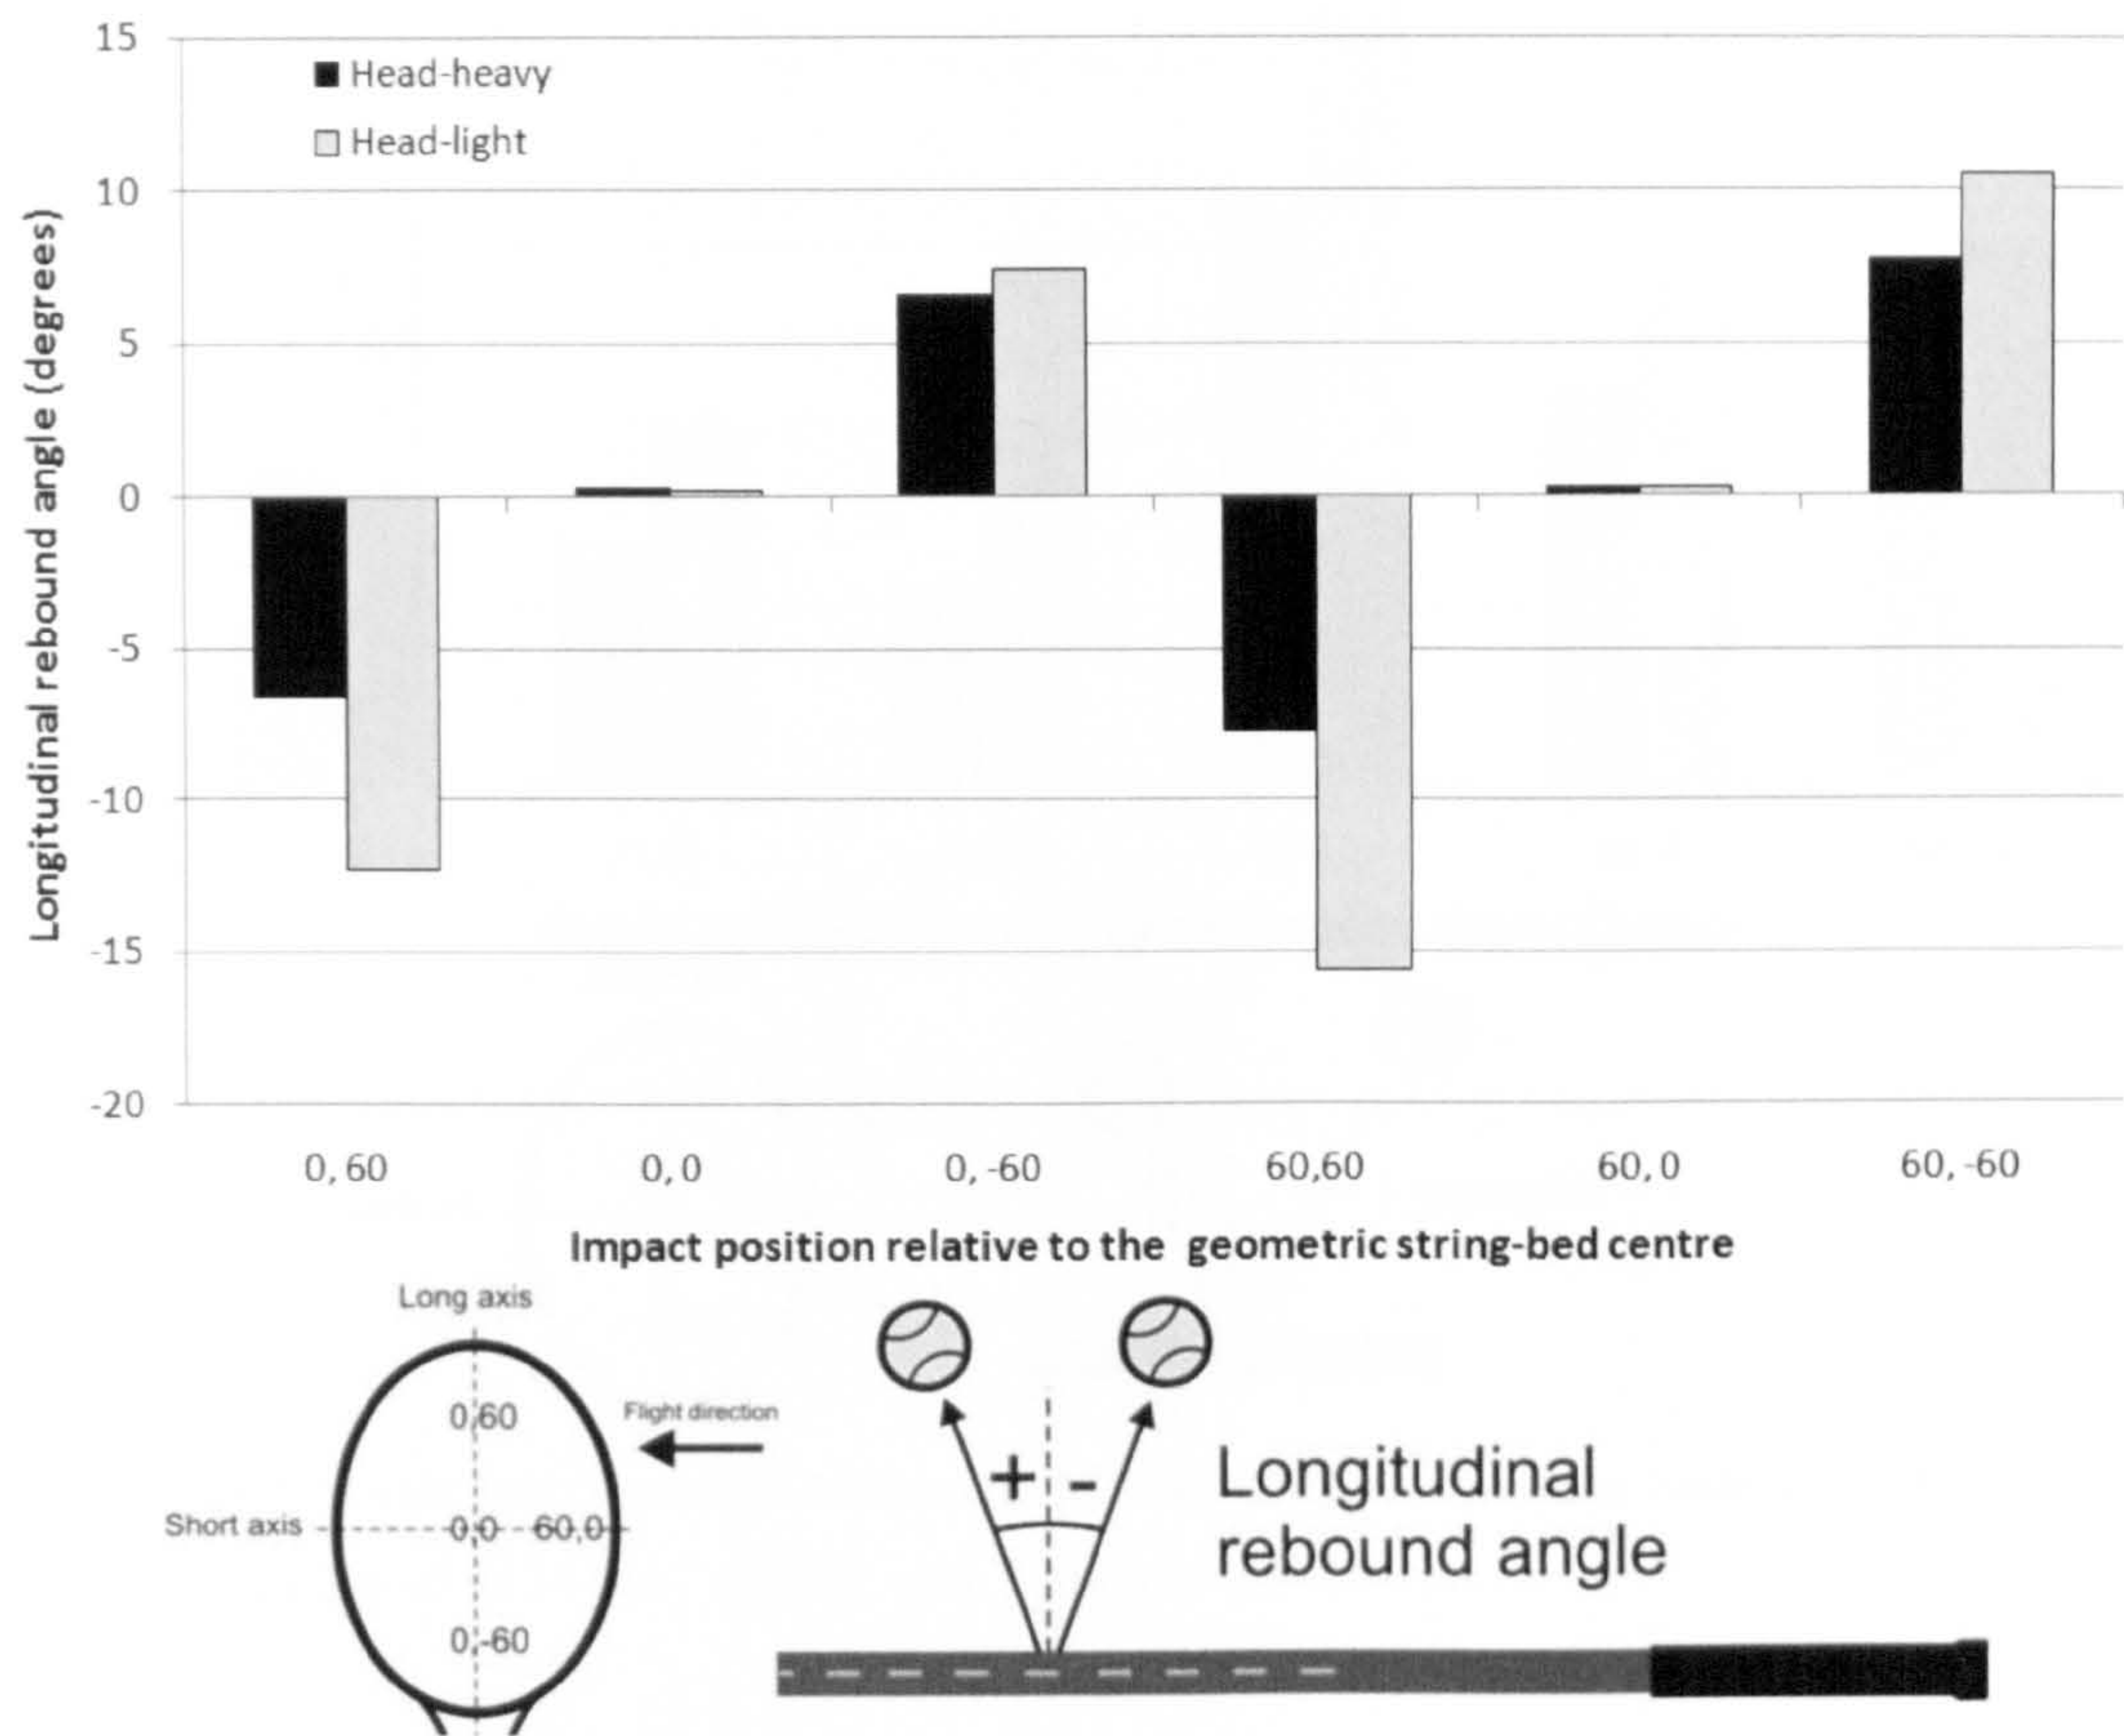 15
Head-heavy
Head-light
10
5
0
-5
-10
-15
-20
Longitudinal rebound angle (degrees)
0,60
0,0
0,-60
60,60
60,0
60,-60
Impact position relative to the geometric string-bed centre
Long axis
0,60
Flight direction
Short axis
0,0
60,0
0,-60
+
-
Longitudinal
rebound angle